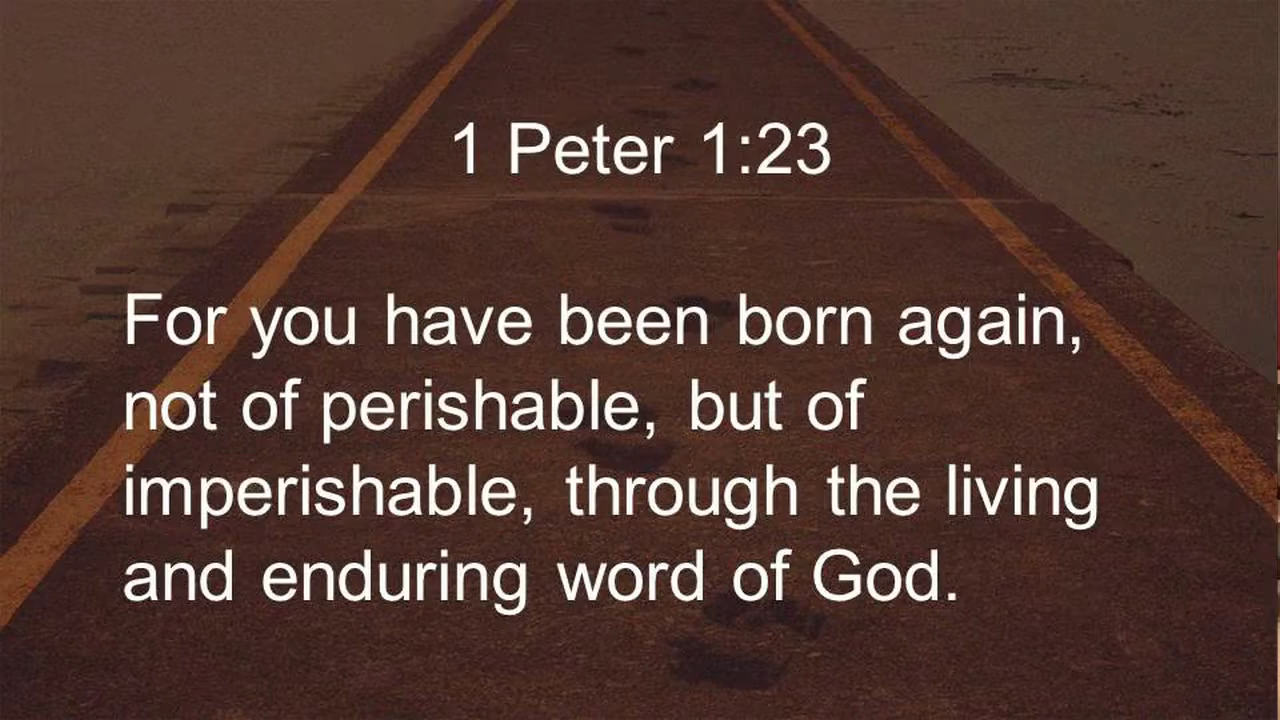 1 Peter 1:23
For you have been born again,
not of perishable, but of
imperishable, through the living
and enduring word of God.